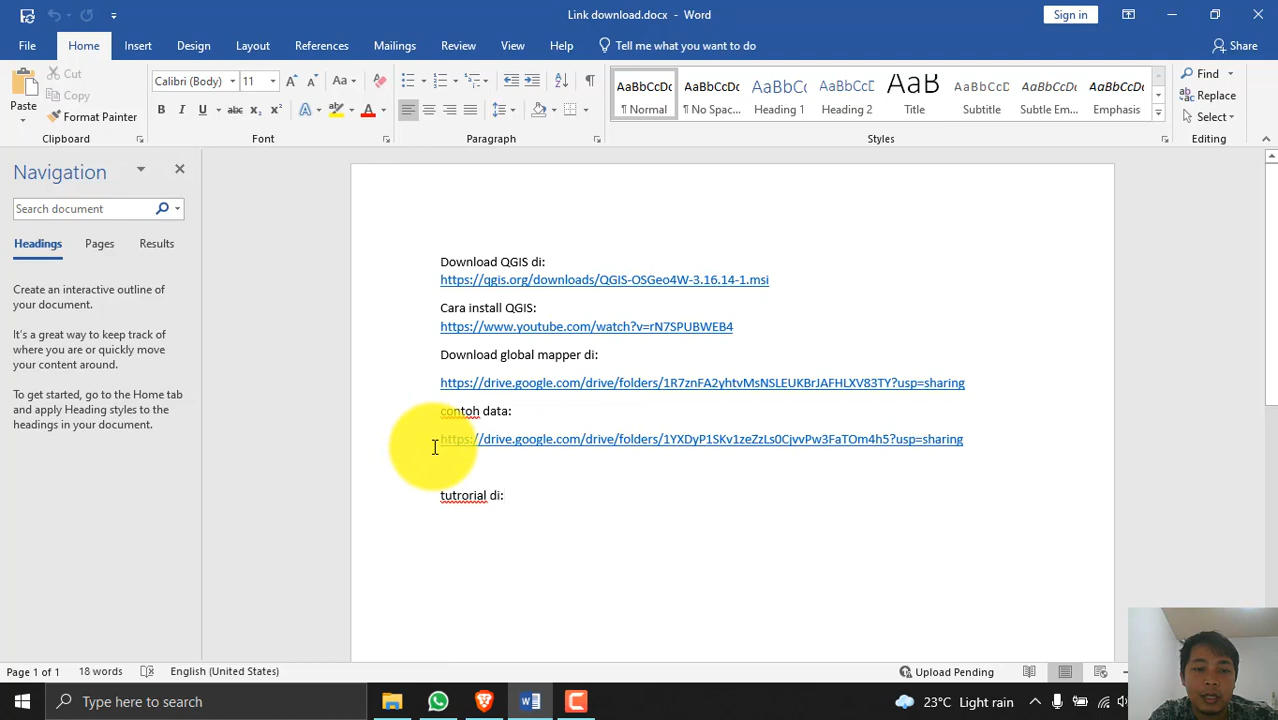 Link download.docx - Word
Sign in
File Home Insert Design Layout References Mailings Review View Help Tell me what you want to do Share
Paste
Cut
Copy
Format Painter
Clipboard
Calibri (Body) 11
Font
Paragraph
AaBbCcDc AaBbCcDc AaBbC AaBbCc AaB AaBbCcD AaBbCcDc AaBbCcDc
¶ Normal ¶ No Spac... Heading 1 Heading 2 Title Subtitle Subtle Em... Emphasis
Styles
Find
Replace
Select
Editing
Navigation
Search document
Headings Pages Results
Create an interactive outline of
your document.
It's a great way to keep track of
where you are or quickly move
your content around.
To get started, go to the Home tab
and apply Heading styles to the
headings in your document.
Download QGIS di:
https://qgis.org/downloads/QGIS-OSGeo4W-3.16.14-1.msi
Cara install QGIS:
https://www.youtube.com/watch?v=rN7SPUBWEB4
Download global mapper di:
https://drive.google.com/drive/folders/1R7znFA2yhtvMsNSLEUKBrJAFHLXV83TY?usp=sharing
contoh data:
https://drive.google.com/drive/folders/1YXDyP1SKv1zeZzLs0CjvvPw3FaTOm4h5?usp=sharing
tutrorial di:
Page 1 of 1 18 words English (United States) Upload Pending
Type here to search
23°C Light rain